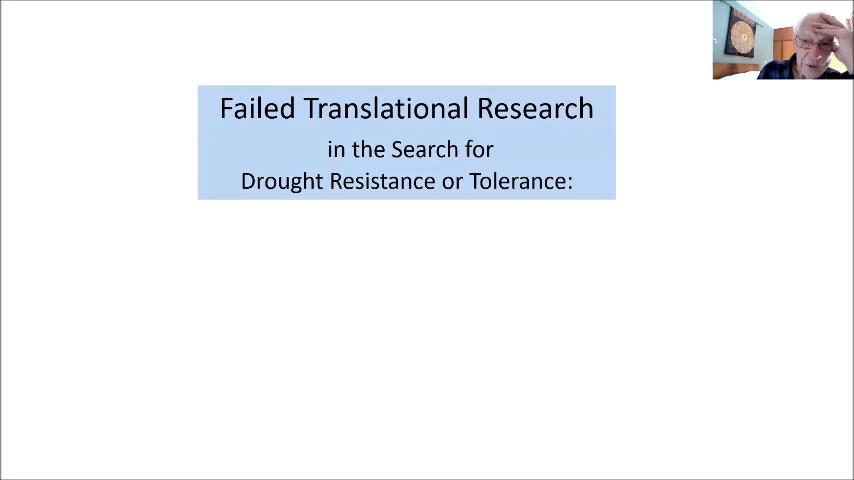 Failed Translational Research
in the Search for
Drought Resistance or Tolerance: